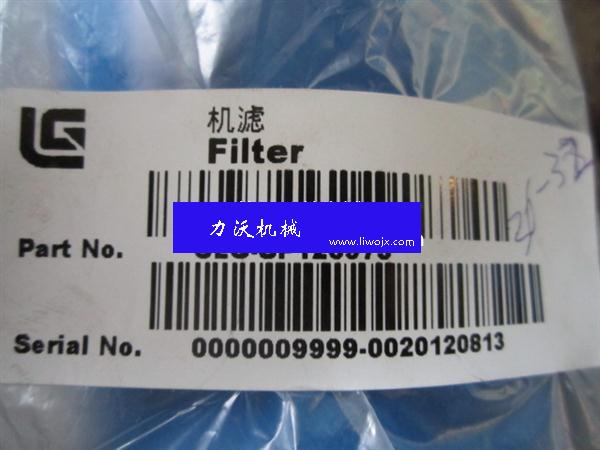 LG
机滤
Filter
力沃机械
www.liwojx.com
Part No.
Serial No. 0000009999-0020120813